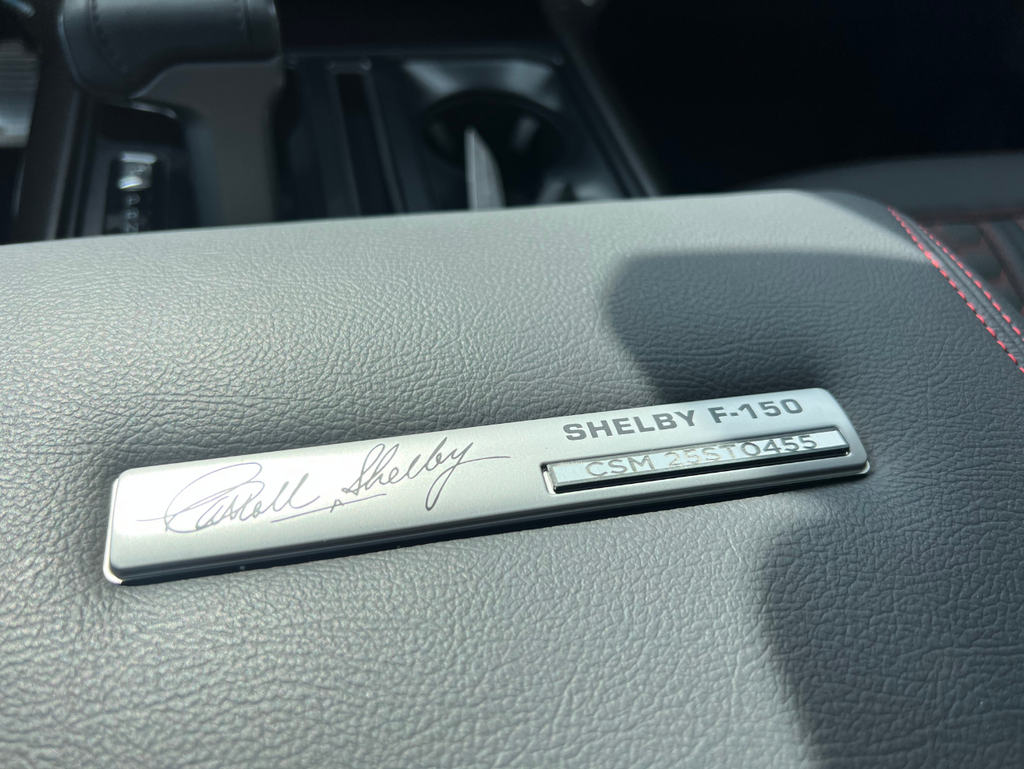 Carroll Shelby
SHELBY F-150
CSM 25ST0455